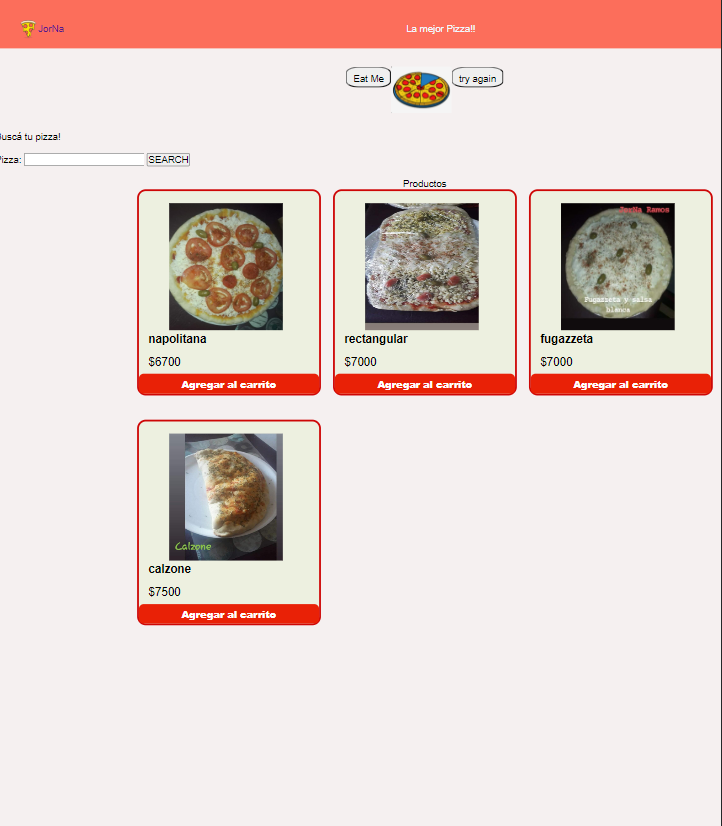 JorNa
La mejor Pizza!!
Eat Me
try again
Buscá tu pizza!
Pizza:
SEARCH
Productos
JorNa Ramos
Fugazzeta y salsa
blanca
napolitana
rectangular
fugazzeta
$6700
$7000
$7000
Agregar al carrito
Agregar al carrito
Agregar al carrito
Calzone
calzone
$7500
Agregar al carrito